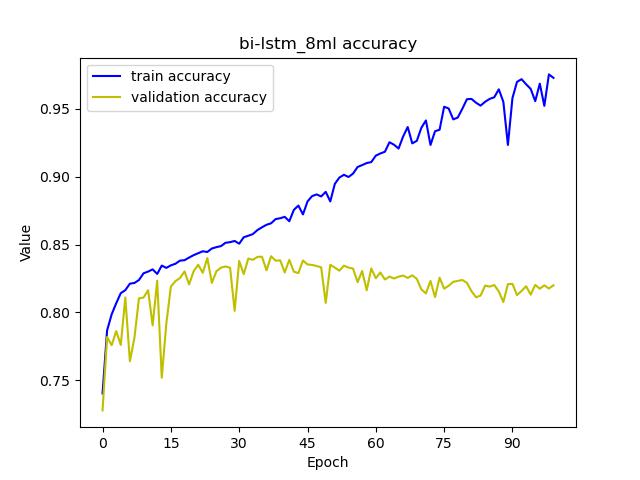 bi-lstm_8ml accuracy
train accuracy
validation accuracy
0.95
0.90
0.85
0.80
0.75
Value
0 15 30 45 60 75 90
Epoch